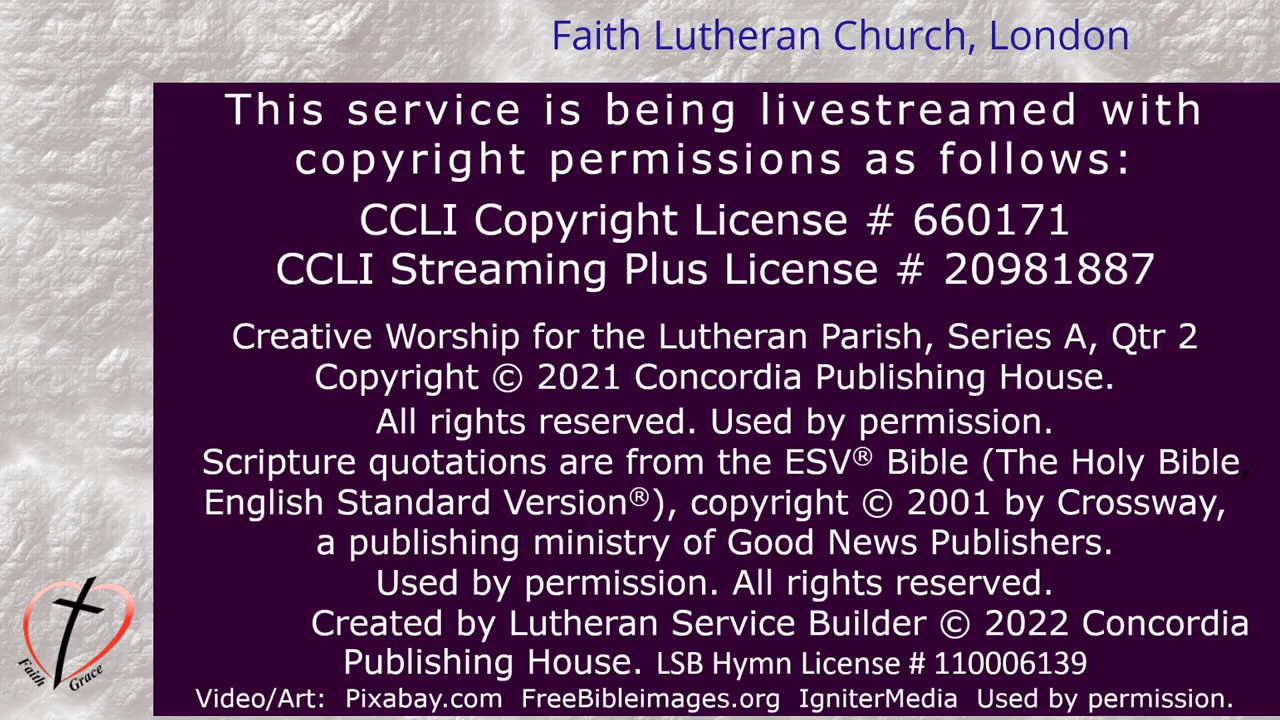 Faith Lutheran Church, London
This service is being livestreamed with
copyright permissions as follows:
CCLI Copyright License # 660171
CCLI Streaming Plus License # 20981887
Creative Worship for the Lutheran Parish, Series A, Qtr 2
Copyright © 2021 Concordia Publishing House.
All rights reserved. Used by permission.
Scripture quotations are from the ESV® Bible (The Holy Bible,
English Standard Version®), copyright © 2001 by Crossway,
a publishing ministry of Good News Publishers.
Used by permission. All rights reserved.
Created by Lutheran Service Builder © 2022 Concordia
Publishing House. LSB Hymn License # 110006139
Video/Art: Pixabay.com FreeBibleimages.org IgniterMedia Used by permission.
Faith Grace